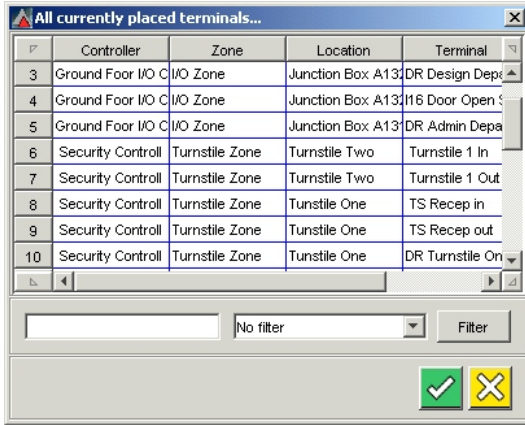 All currently placed terminals...
Controller Zone Location Terminal
3 Ground Foor I/O C I/O Zone Junction Box A132 DR Design Depa
4 Ground Foor I/O C I/O Zone Junction Box A132 I16 Door Open S
5 Ground Foor I/O C I/O Zone Junction Box A131 DR Admin Depa
6 Security Controll Turnstile Zone Turnstile Two Turnstile 1 In
7 Security Controll Turnstile Zone Turnstile Two Turnstile 1 Out
8 Security Controll Turnstile Zone Tunstile One TS Recep in
9 Security Controll Turnstile Zone Tunstile One TS Recep out
10 Security Controll Turnstile Zone Tunstile One DR Turnstile On
No filter Filter